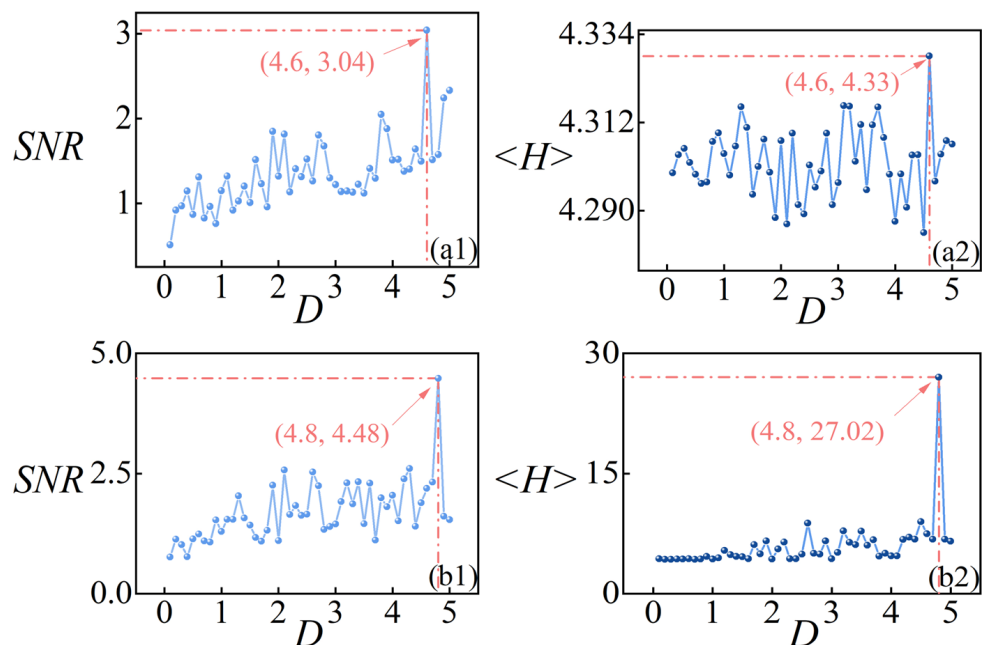 3
2
1
SNR
(4.6, 3.04)
(a1)
0 1 2 3 4 5
D
4.334
4.312
4.290
<H>
(4.6, 4.33)
(a2)
0 1 2 3 4 5
D
5.0
2.5
0.0
SNR
(4.8, 4.48)
(b1)
0 1 2 3 4 5
D
30
15
0
<H>
(4.8, 27.02)
(b2)
0 1 2 3 4 5
D